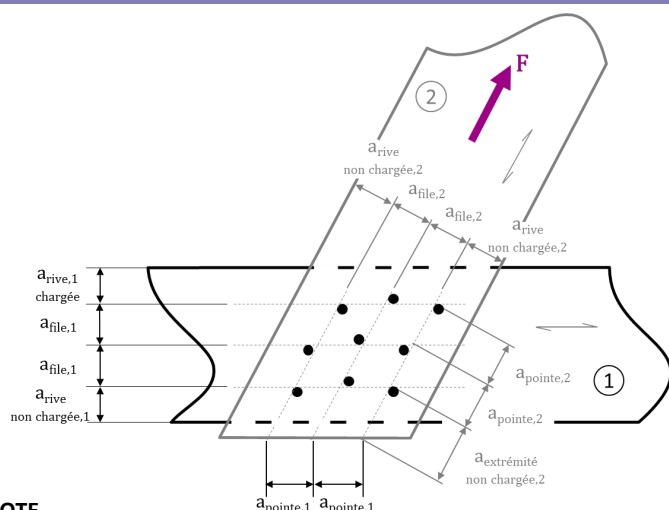 F
2
a rive
non chargée,2
a file,2
a file,2
a rive
non chargée,2
a rive,1
chargée
a file,1
a file,1
a rive
non chargée,1
1
a pointe,2
a pointe,2
a extrémité
non chargée,2
a pointe,1 a pointe,1